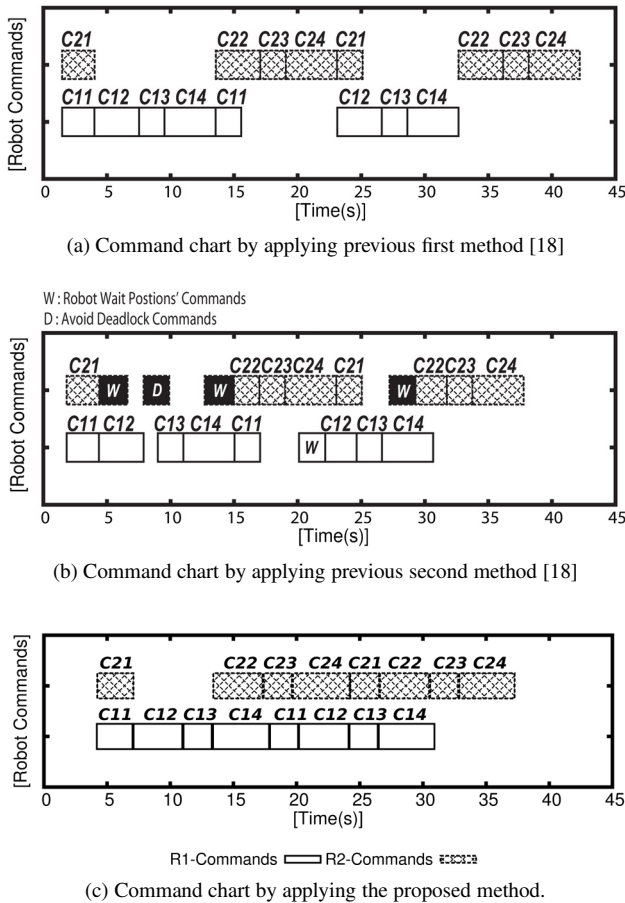 C21 C22 C23 C24 C21 C22 C23 C24
C11 C12 C13 C14 C11 C12 C13 C14
[Robot Commands]
0 5 10 15 20 25 30 35 40 45
[Time(s)]
(a) Command chart by applying previous first method [18]
W : Robot Wait Postions' Commands
D : Avoid Deadlock Commands
C21 C22 C23 C24 C21 C22 C23 C24
W D W W
C11 C12 C13 C14 C11 C12 C13 C14
W
[Robot Commands]
0 5 10 15 20 25 30 35 40 45
[Time(s)]
(b) Command chart by applying previous second method [18]
C21 C22 C23 C24 C21 C22 C23 C24
C11 C12 C13 C14 C11 C12 C13 C14
[Robot Commands]
0 5 10 15 20 25 30 35 40 45
[Time(s)]
R1-Commands R2-Commands
(c) Command chart by applying the proposed method.